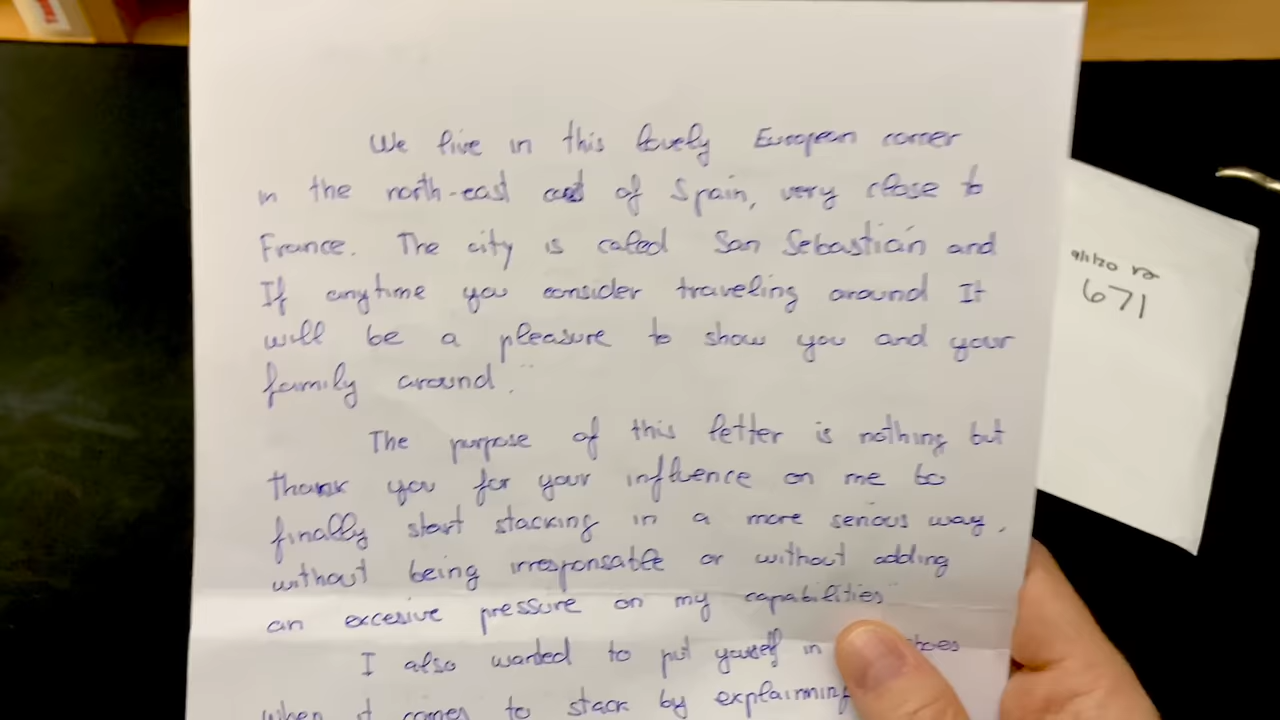 We live in this lovely European corner
in the north-east of Spain, very close to
France. The city is called San Sebastián and
If anytime you consider traveling around It
will be a pleasure to show you and your
family around.
The purpose of this letter is nothing but
thank you for your influence on me to
finally start stacking in a more serious way,
without being irresponsable or without adding
an excesive pressure on my capabilities
I also wanted to put yourself in
when it comes to stack by explaining
9/1/20
671